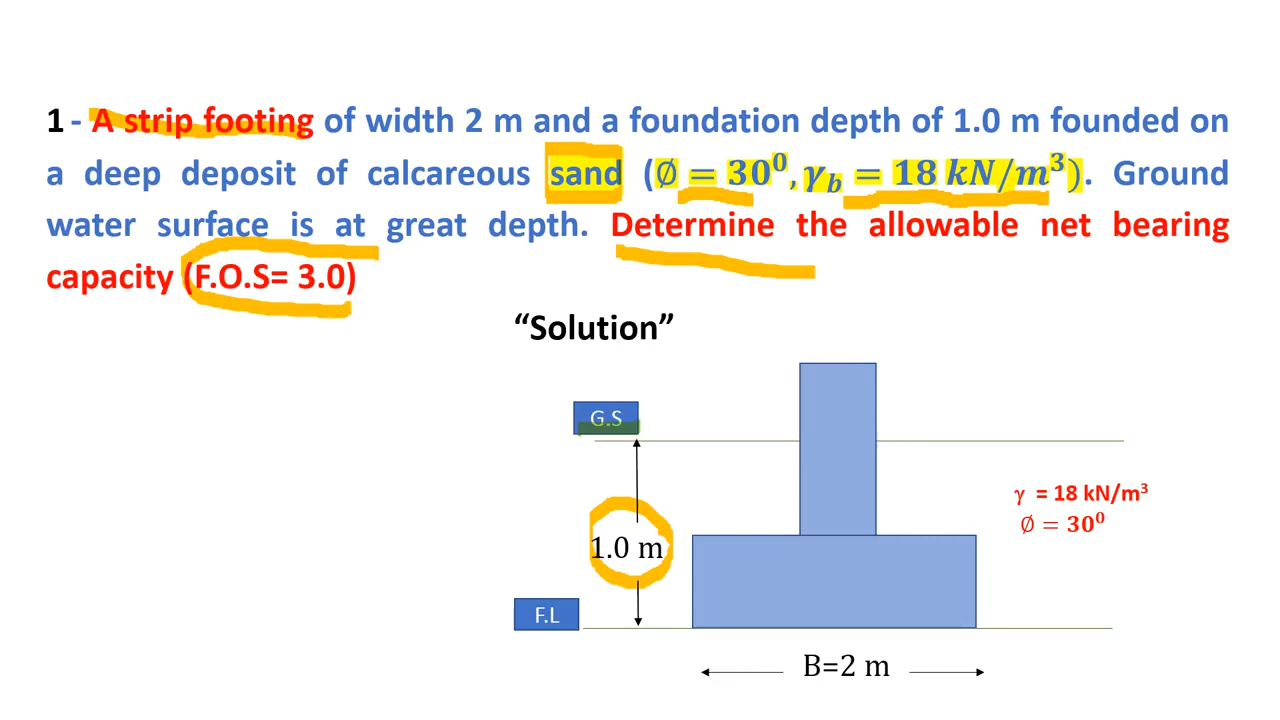 1- A strip footing of width 2 m and a foundation depth of 1.0 m founded on
a deep deposit of calcareous sand (∅ = 30⁰, γ_b = 18 kN/m³). Ground
water surface is at great depth. Determine the allowable net bearing
capacity (F.O.S= 3.0)
“Solution”
G.S
γ = 18 kN/m³
∅ = 30⁰
1.0 m
F.L
B=2 m